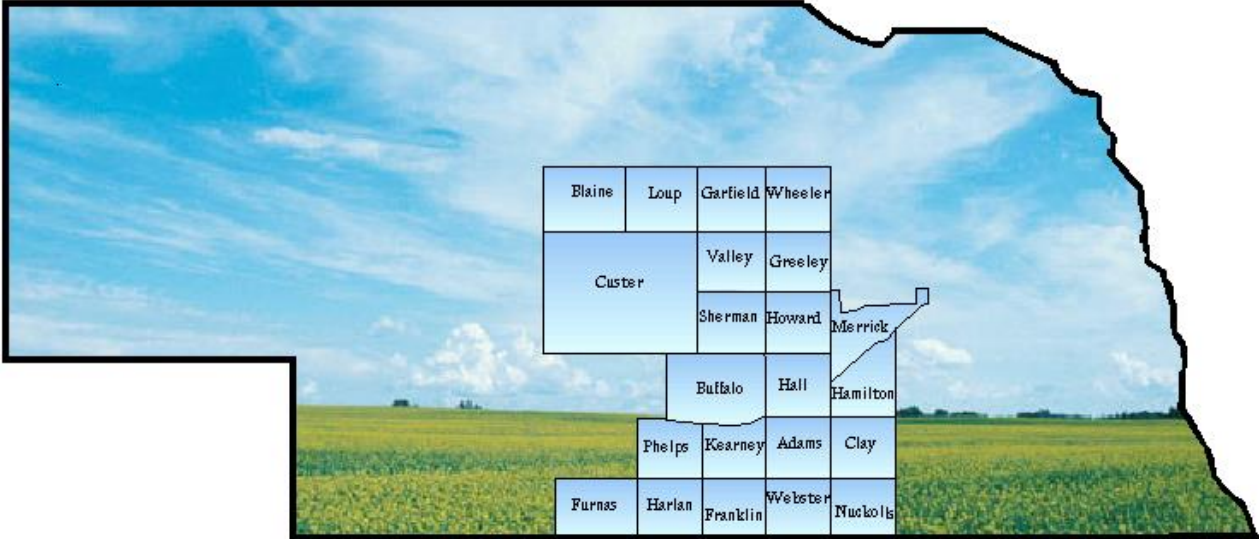 Blaine Loup Garfield Wheeler
Custer Valley Greeley
Sherman Howard Merrick
Buffalo Hall Hamilton
Phelps Kearney Adams Clay
Furnas Harlan Franklin Webster Nuckolls